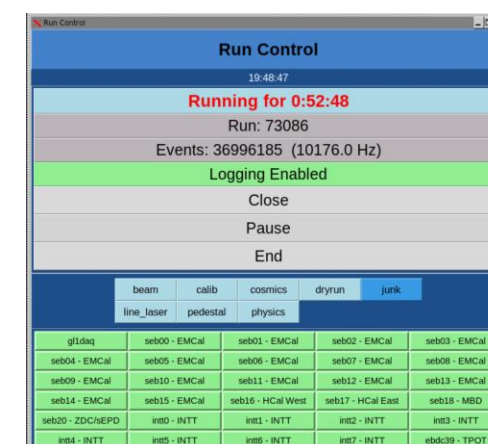 Run Control
Run Control
19:48:47
Running for 0:52:48
Run: 73086
Events: 36996185 (10176.0 Hz)
Logging Enabled
Close
Pause
End
beam calib cosmics dryrun junk
line_laser pedestal physics
gl1daq seb00 - EMCal seb01 - EMCal seb02 - EMCal seb03 - EMCal
seb04 - EMCal seb05 - EMCal seb06 - EMCal seb07 - EMCal seb08 - EMCal
seb09 - EMCal seb10 - EMCal seb11 - EMCal seb12 - EMCal seb13 - EMCal
seb14 - EMCal seb15 - EMCal seb16 - HCal West seb17 - HCal East seb18 - MBD
seb20 - ZDC/sEPD intt0 - INTT intt1 - INTT intt2 - INTT intt3 - INTT
intt4 - INTT intt5 - INTT intt6 - INTT intt7 - INTT ebdc39 - TPOT